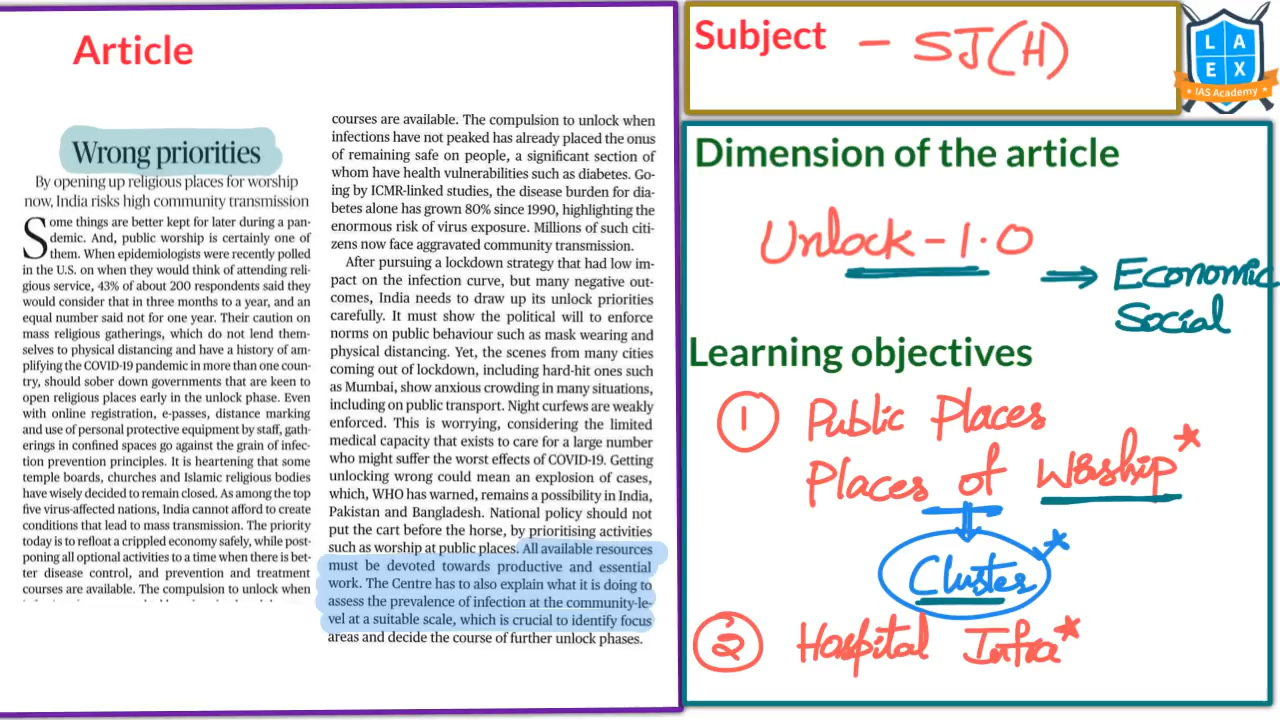 Article
Wrong priorities
By opening up religious places for worship
now, India risks high community transmission
Some things are better kept for later during a pan-
demic. And, public worship is certainly one of
them. When epidemiologists were recently polled
in the U.S. on when they would think of attending reli-
gious service, 43% of about 200 respondents said they
would consider that in three months to a year, and an
equal number said not for one year. Their caution on
mass religious gatherings, which do not lend them-
selves to physical distancing and have a history of am-
plifying the COVID-19 pandemic in more than one coun-
try, should sober down governments that are keen to
open religious places early in the unlock phase. Even
with online registration, e-passes, distance marking
and use of personal protective equipment by staff, gath-
erings in confined spaces go against the grain of infec-
tion prevention principles. It is heartening that some
temple boards, churches and Islamic religious bodies
have wisely decided to remain closed. As among the top
five virus-affected nations, India cannot afford to create
conditions that lead to mass transmission. The priority
today is to refloat a crippled economy safely, while post-
poning all optional activities to a time when there is bet-
ter disease control, and prevention and treatment
courses are available. The compulsion to unlock when
courses are available. The compulsion to unlock when
infections have not peaked has already placed the onus
of remaining safe on people, a significant section of
whom have health vulnerabilities such as diabetes. Go-
ing by ICMR-linked studies, the disease burden for dia-
betes alone has grown 80% since 1990, highlighting the
enormous risk of virus exposure. Millions of such citi-
zens now face aggravated community transmission.
After pursuing a lockdown strategy that had low im-
pact on the infection curve, but many negative out-
comes, India needs to draw up its unlock priorities
carefully. It must show the political will to enforce
norms on public behaviour such as mask wearing and
physical distancing. Yet, the scenes from many cities
coming out of lockdown, including hard-hit ones such
as Mumbai, show anxious crowding in many situations,
including on public transport. Night curfews are weakly
enforced. This is worrying, considering the limited
medical capacity that exists to care for a large number
who might suffer the worst effects of COVID-19. Getting
unlocking wrong could mean an explosion of cases,
which, WHO has warned, remains a possibility in India,
Pakistan and Bangladesh. National policy should not
put the cart before the horse, by prioritising activities
such as worship at public places. All available resources
must be devoted towards productive and essential
work. The Centre has to also explain what it is doing to
assess the prevalence of infection at the community-le-
vel at a suitable scale, which is crucial to identify focus
areas and decide the course of further unlock phases.
Subject - SJ(H)
LA
EX
IAS Academy
Dimension of the article
Unlock - 1.0
→ Economic
Social
Learning objectives
① Public Places
Places of Worship*
Cluster*
② Hospital Infra*